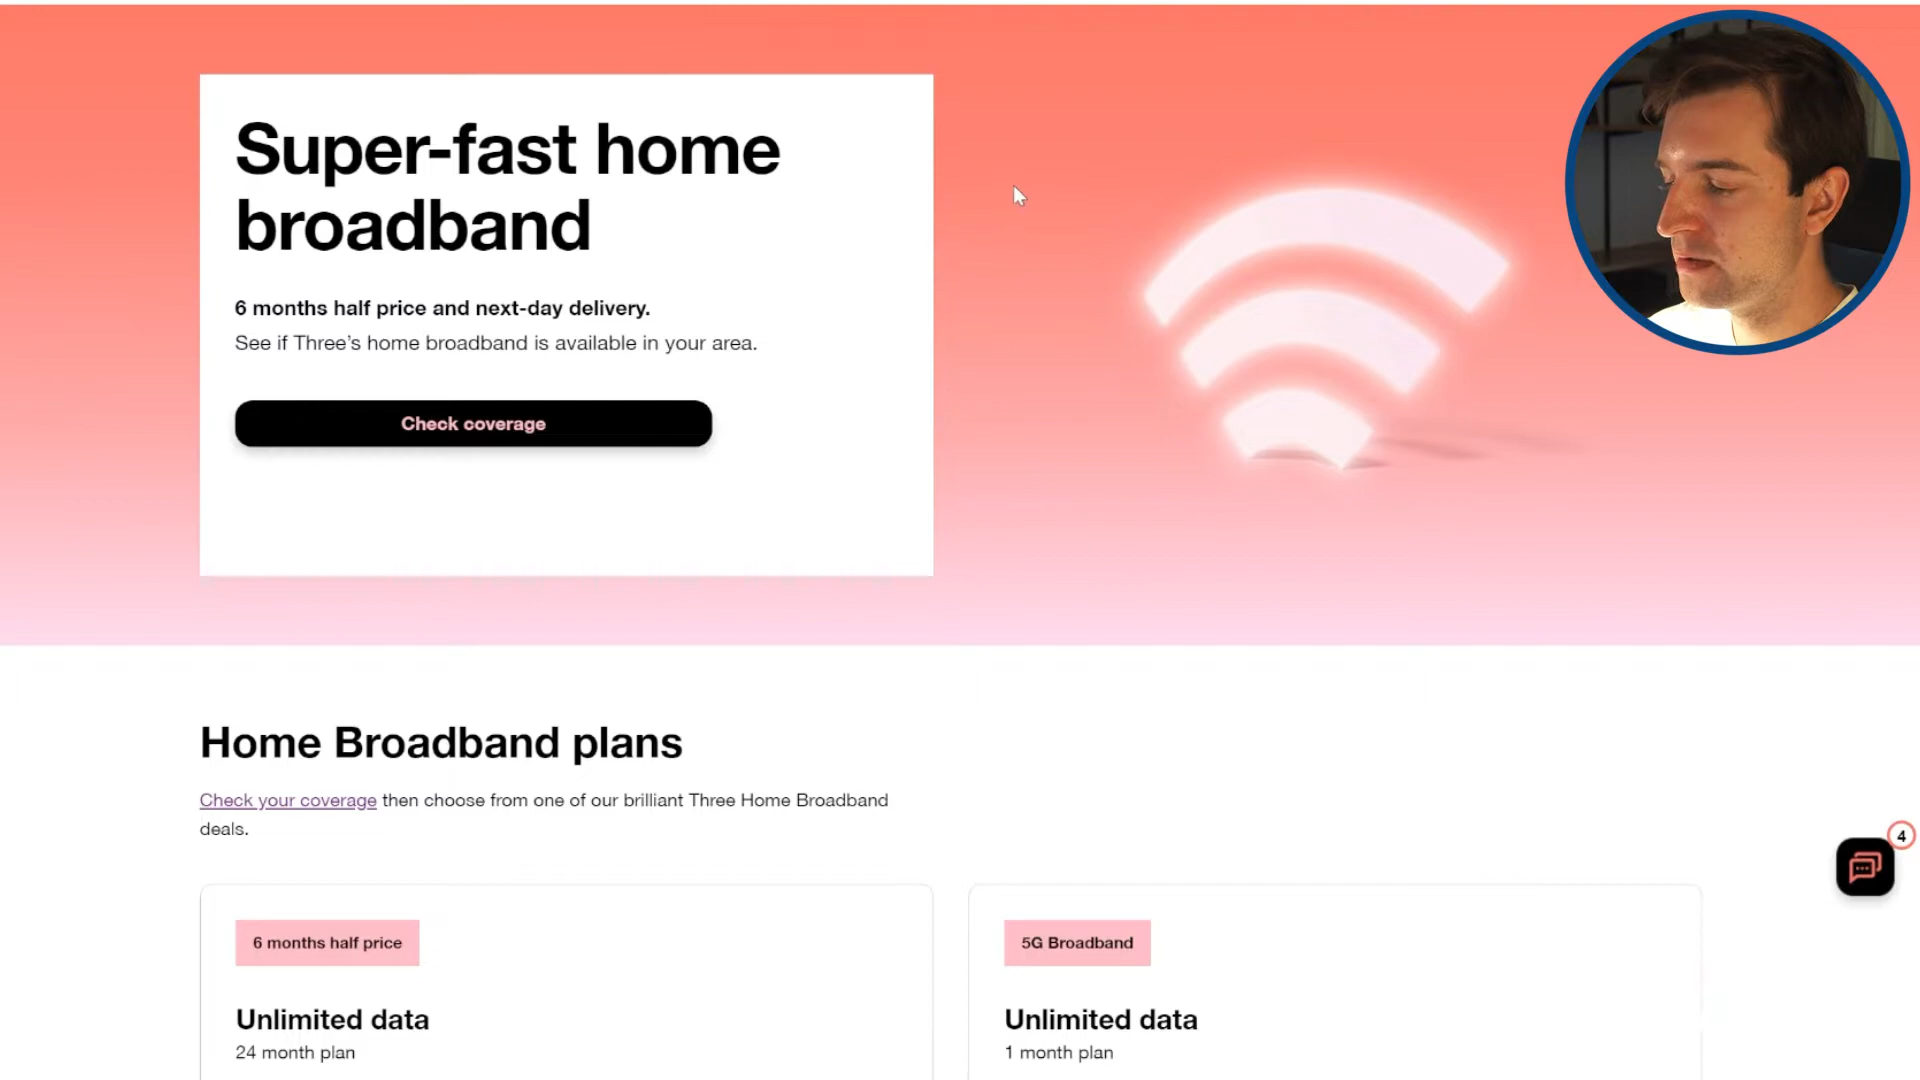 Super-fast home
broadband
6 months half price and next-day delivery.
See if Three’s home broadband is available in your area.
Check coverage
Home Broadband plans
Check your coverage then choose from one of our brilliant Three Home Broadband
deals.
4
6 months half price
Unlimited data
24 month plan
5G Broadband
Unlimited data
1 month plan